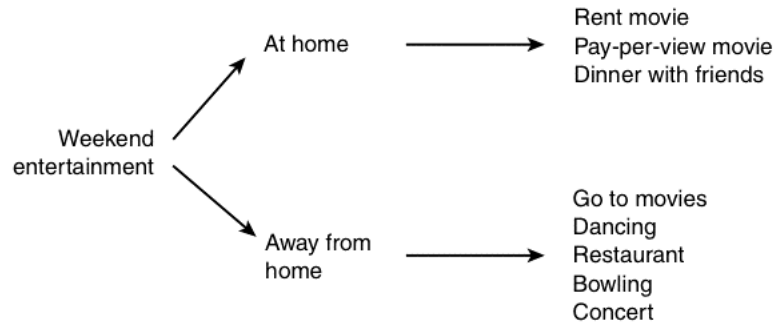 Weekend
entertainment
At home
Rent movie
Pay-per-view movie
Dinner with friends
Away from
home
Go to movies
Dancing
Restaurant
Bowling
Concert